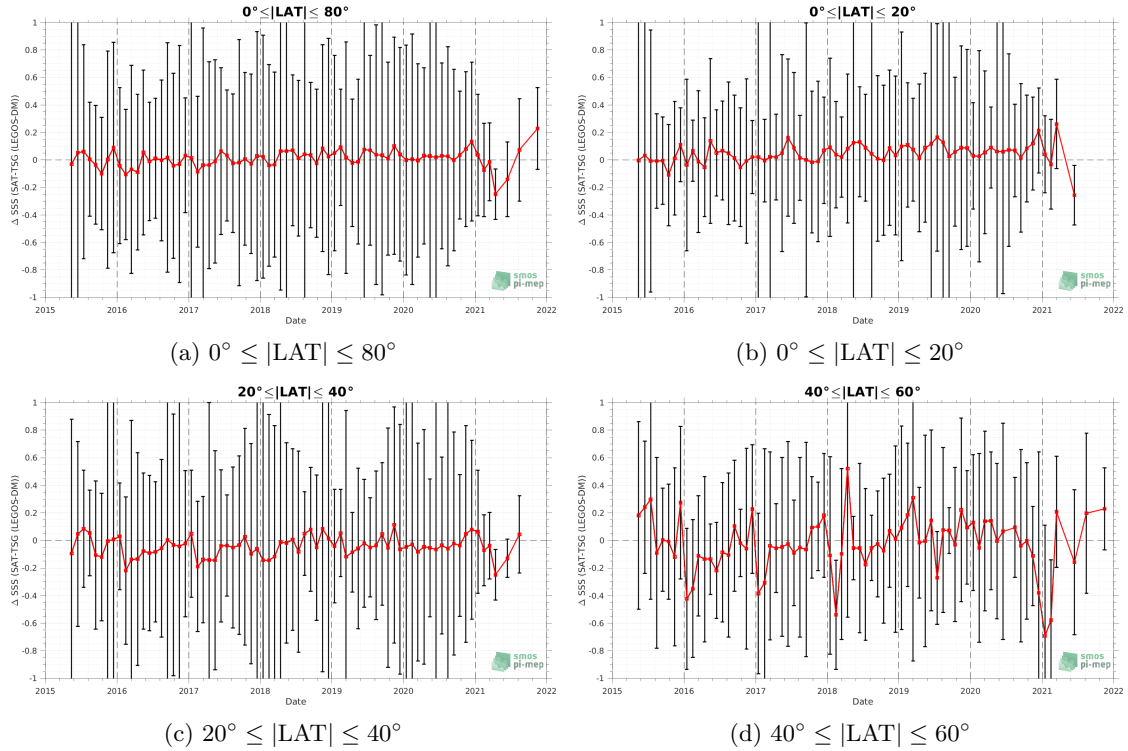 0°≤|LAT|≤ 80°
Δ SSS (SAT-TSG (LEGOS-DM))
1
0.8
0.6
0.4
0.2
0
-0.2
-0.4
-0.6
-0.8
-1
2015 2016 2017 2018 2019 2020 2021 2022
Date
smos
pi-mep
(a) 0° ≤ |LAT| ≤ 80°
0°≤|LAT|≤ 20°
Δ SSS (SAT-TSG (LEGOS-DM))
1
0.8
0.6
0.4
0.2
0
-0.2
-0.4
-0.6
-0.8
-1
2015 2016 2017 2018 2019 2020 2021 2022
Date
smos
pi-mep
(b) 0° ≤ |LAT| ≤ 20°
20°≤|LAT|≤ 40°
Δ SSS (SAT-TSG (LEGOS-DM))
1
0.8
0.6
0.4
0.2
0
-0.2
-0.4
-0.6
-0.8
-1
2015 2016 2017 2018 2019 2020 2021 2022
Date
smos
pi-mep
(c) 20° ≤ |LAT| ≤ 40°
40°≤|LAT|≤ 60°
Δ SSS (SAT-TSG (LEGOS-DM))
1
0.8
0.6
0.4
0.2
0
-0.2
-0.4
-0.6
-0.8
-1
2015 2016 2017 2018 2019 2020 2021 2022
Date
smos
pi-mep
(d) 40° ≤ |LAT| ≤ 60°